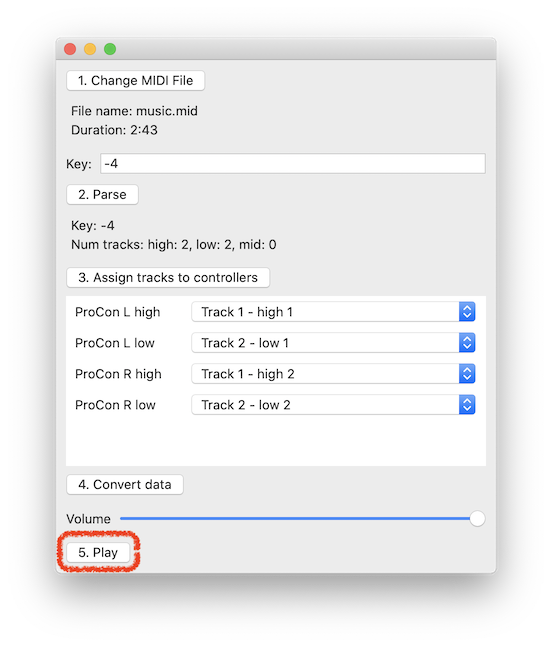 1. Change MIDI File
File name: music.mid
Duration: 2:43
Key: -4
2. Parse
Key: -4
Num tracks: high: 2, low: 2, mid: 0
3. Assign tracks to controllers
ProCon L high Track 1 - high 1
ProCon L low Track 2 - low 1
ProCon R high Track 1 - high 2
ProCon R low Track 2 - low 2
4. Convert data
Volume
5. Play